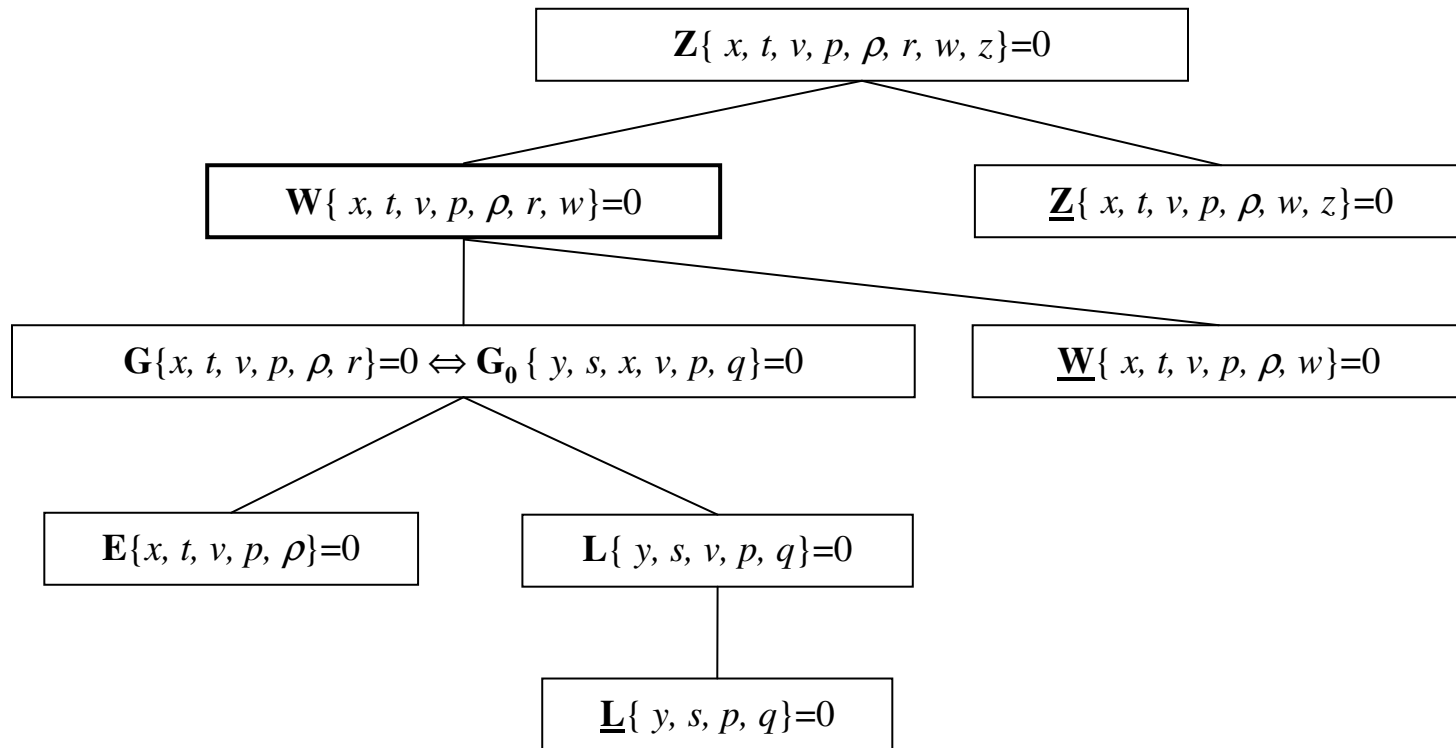 Z{ x, t, v, p, ρ, r, w, z}=0
W{ x, t, v, p, ρ, r, w}=0
Z{ x, t, v, p, ρ, w, z}=0
G{x, t, v, p, ρ, r}=0 ⇔ G₀ { y, s, x, v, p, q}=0
W{ x, t, v, p, ρ, w}=0
E{x, t, v, p, ρ}=0
L{ y, s, v, p, q}=0
L{ y, s, p, q}=0